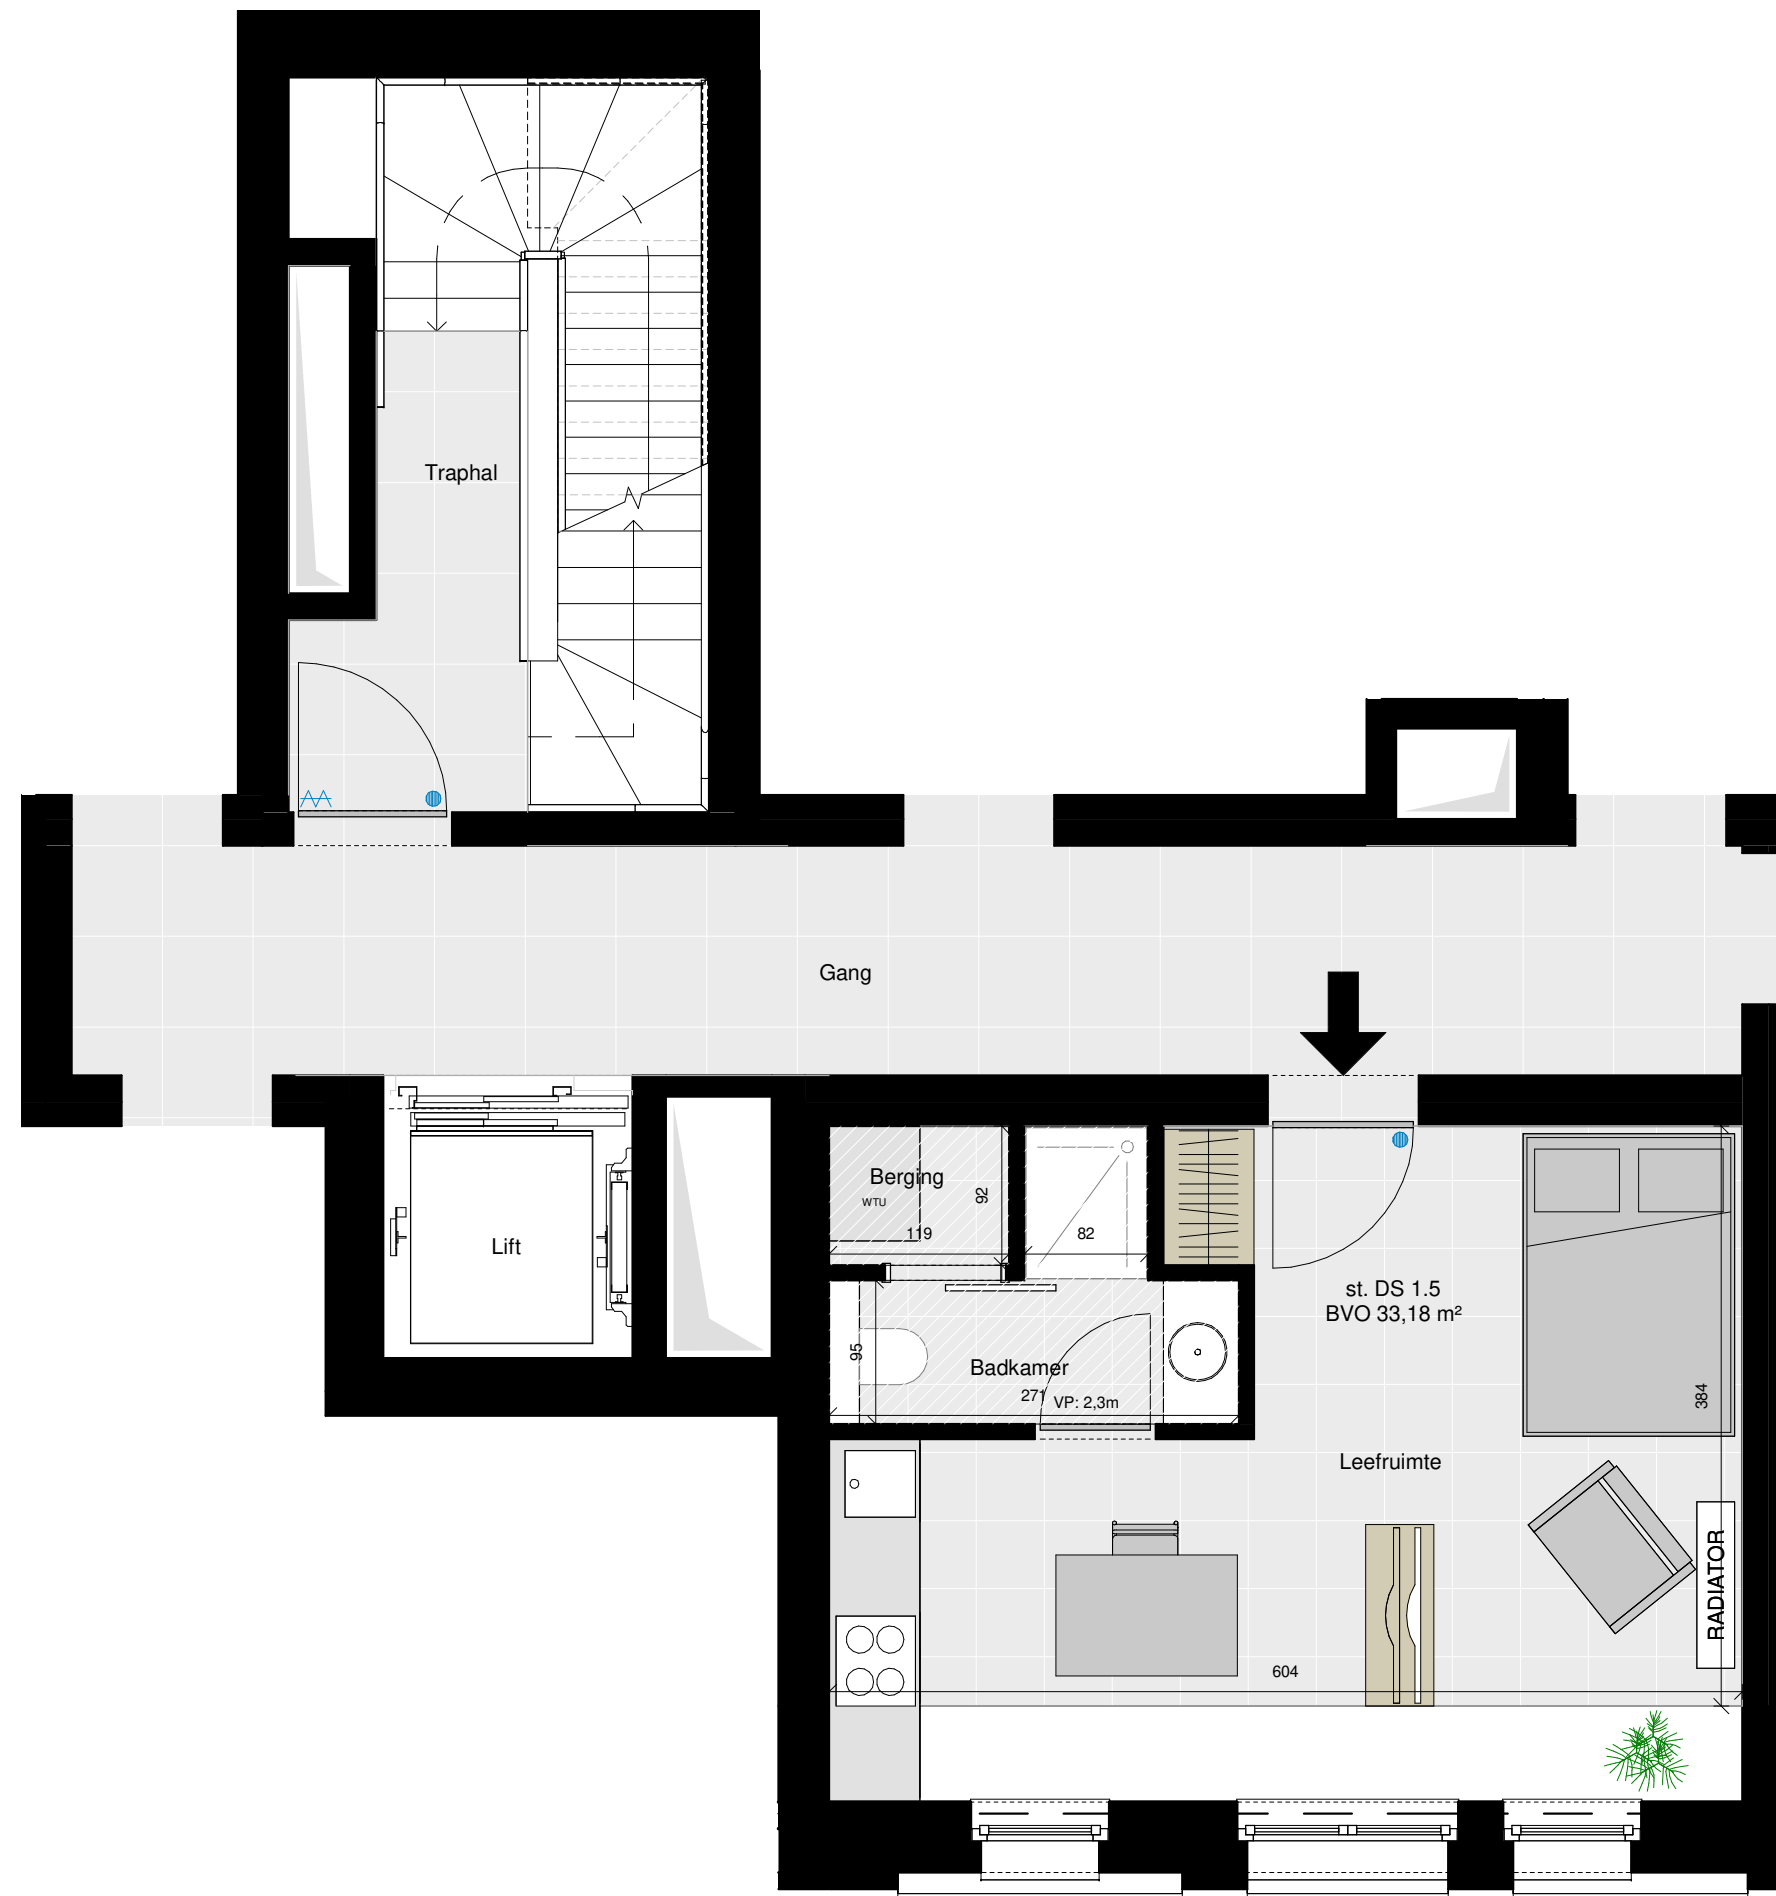 Traphal
Gang
Berging
WTU
92
119
82
Lift
st. DS 1.5
BVO 33,18 m²
95
Badkamer
271
VP: 2,3m
384
Leefruimte
RADIATOR
604